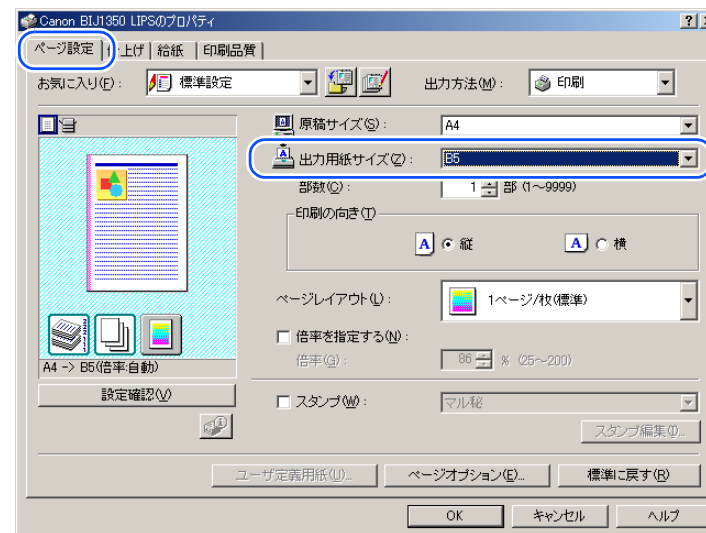 Canon BIJ1350 LIPSのプロパティ
ページ設定 上げ 給紙 印刷品質
お気に入り(F): 標準設定 出力方法(M): 印刷
原稿サイズ(S): A4
出力用紙サイズ(Z): B5
部数(C): 1 部 (1~9999)
印刷の向き(T)
A 縦 A 横
ページレイアウト(L): 1ページ/枚(標準)
倍率を指定する(N):
倍率(G): 86 % (25~200)
A4 -> B5(倍率:自動)
設定確認(V)
スタンプ(W): マル秘
スタンプ編集(I)...
ユーザ定義用紙(U)... ページオプション(E)... 標準に戻す(R)
OK キャンセル ヘルプ